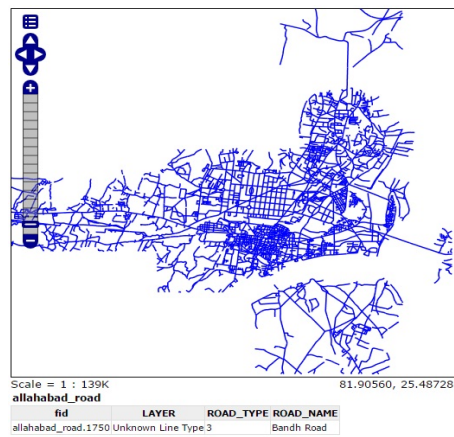 Scale = 1 : 139K 81.90560, 25.48728
allahabad_road
fid LAYER ROAD_TYPE ROAD_NAME
allahabad_road.1750 Unknown Line Type 3 Bandh Road